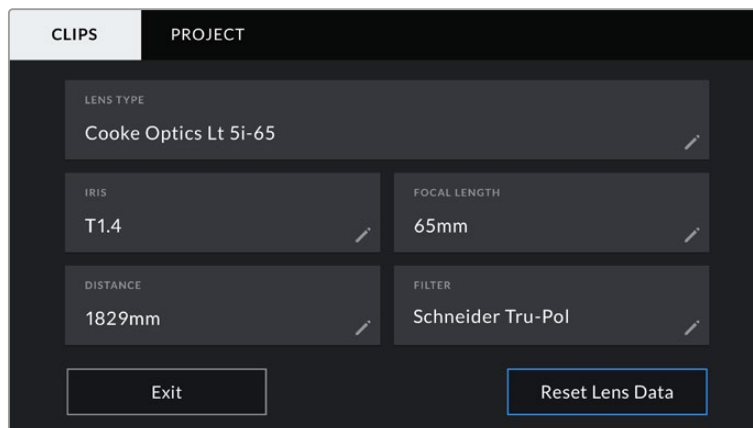 CLIPS PROJECT
LENS TYPE
Cooke Optics Lt 5i-65
IRIS FOCAL LENGTH
T1.4 65mm
DISTANCE FILTER
1829mm Schneider Tru-Pol
Exit Reset Lens Data